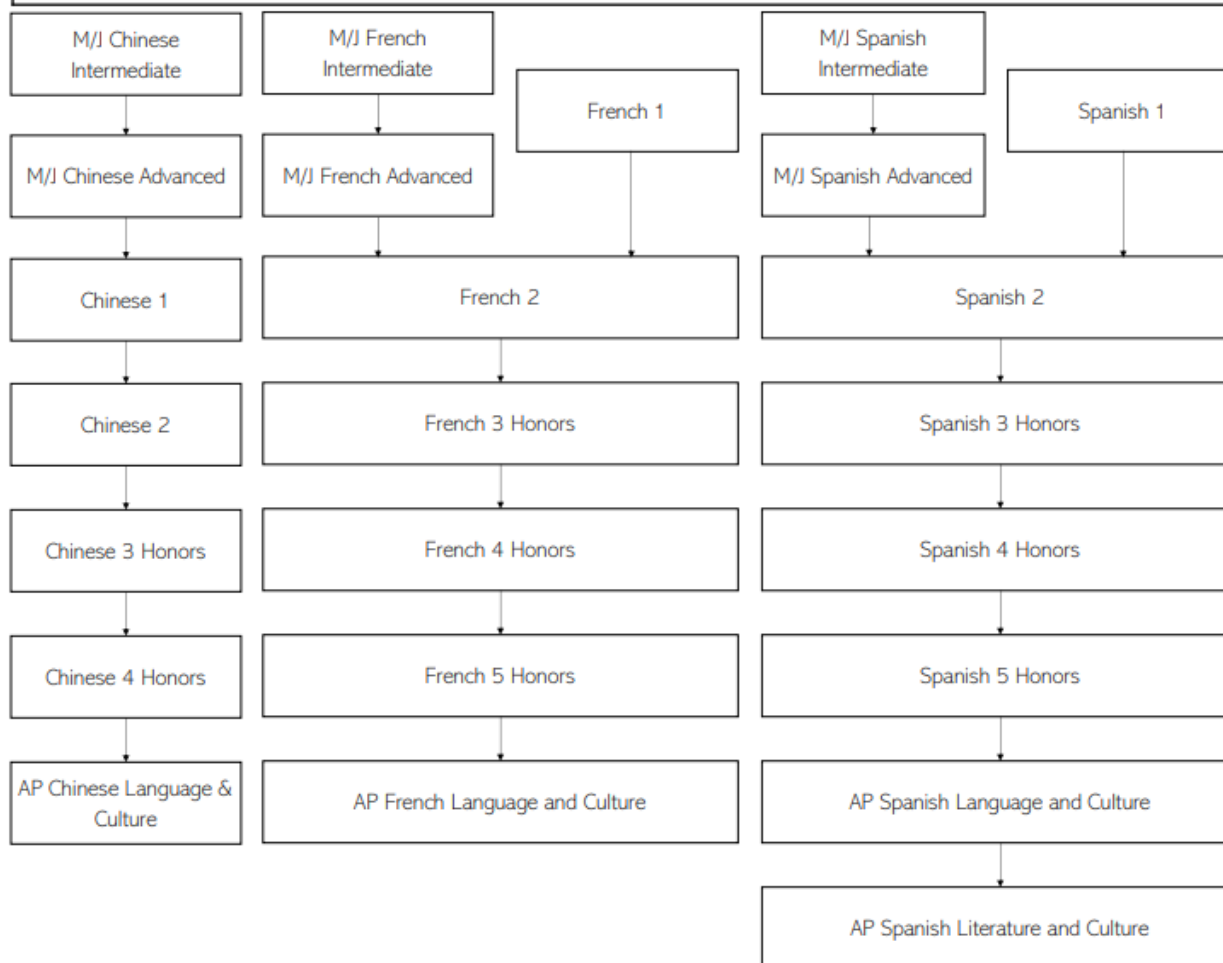 M/J Chinese
Intermediate
M/J French
Intermediate
M/J Spanish
Intermediate
French 1
Spanish 1
M/J Chinese Advanced
M/J French Advanced
M/J Spanish Advanced
Chinese 1
French 2
Spanish 2
Chinese 2
French 3 Honors
Spanish 3 Honors
Chinese 3 Honors
French 4 Honors
Spanish 4 Honors
Chinese 4 Honors
French 5 Honors
Spanish 5 Honors
AP Chinese Language &
Culture
AP French Language and Culture
AP Spanish Language and Culture
AP Spanish Literature and Culture